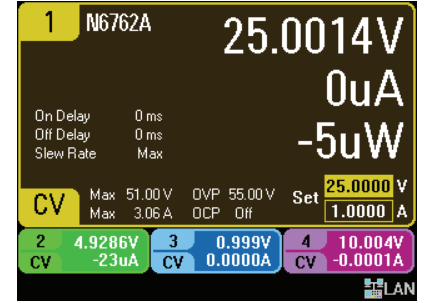 1 N6762A 25.0014V
0uA
-5uW
On Delay 0 ms
Off Delay 0 ms
Slew Rate Max
CV Max 51.00 V OVP 55.00 V Set 25.0000 V
Max 3.06 A OCP Off 1.0000 A
2 4.9286V 3 0.999V 4 10.004V
CV -23uA CV 0.0000A CV -0.0001A
LAN